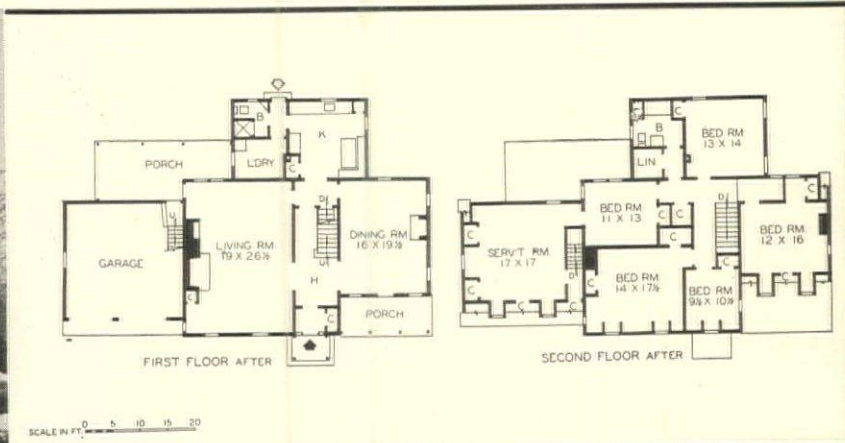 B
K
PORCH
L'DRY
C
D
U
LIVING RM.
19 X 26½
DINING RM
16 X 19½
GARAGE
U
H
C
C
PORCH
FIRST FLOOR AFTER
SCALE IN FT. 0 5 10 15 20
C
C
B
BED RM
13 X 14
LIN
BED RM
11 X 13
C
C
D
C
BED RM.
12 X 16
C
SERV'T RM.
17 X 17
C
D
C
BED RM
14 X 17½
C
BED RM
9½ X 10½
C
C
C
SECOND FLOOR AFTER